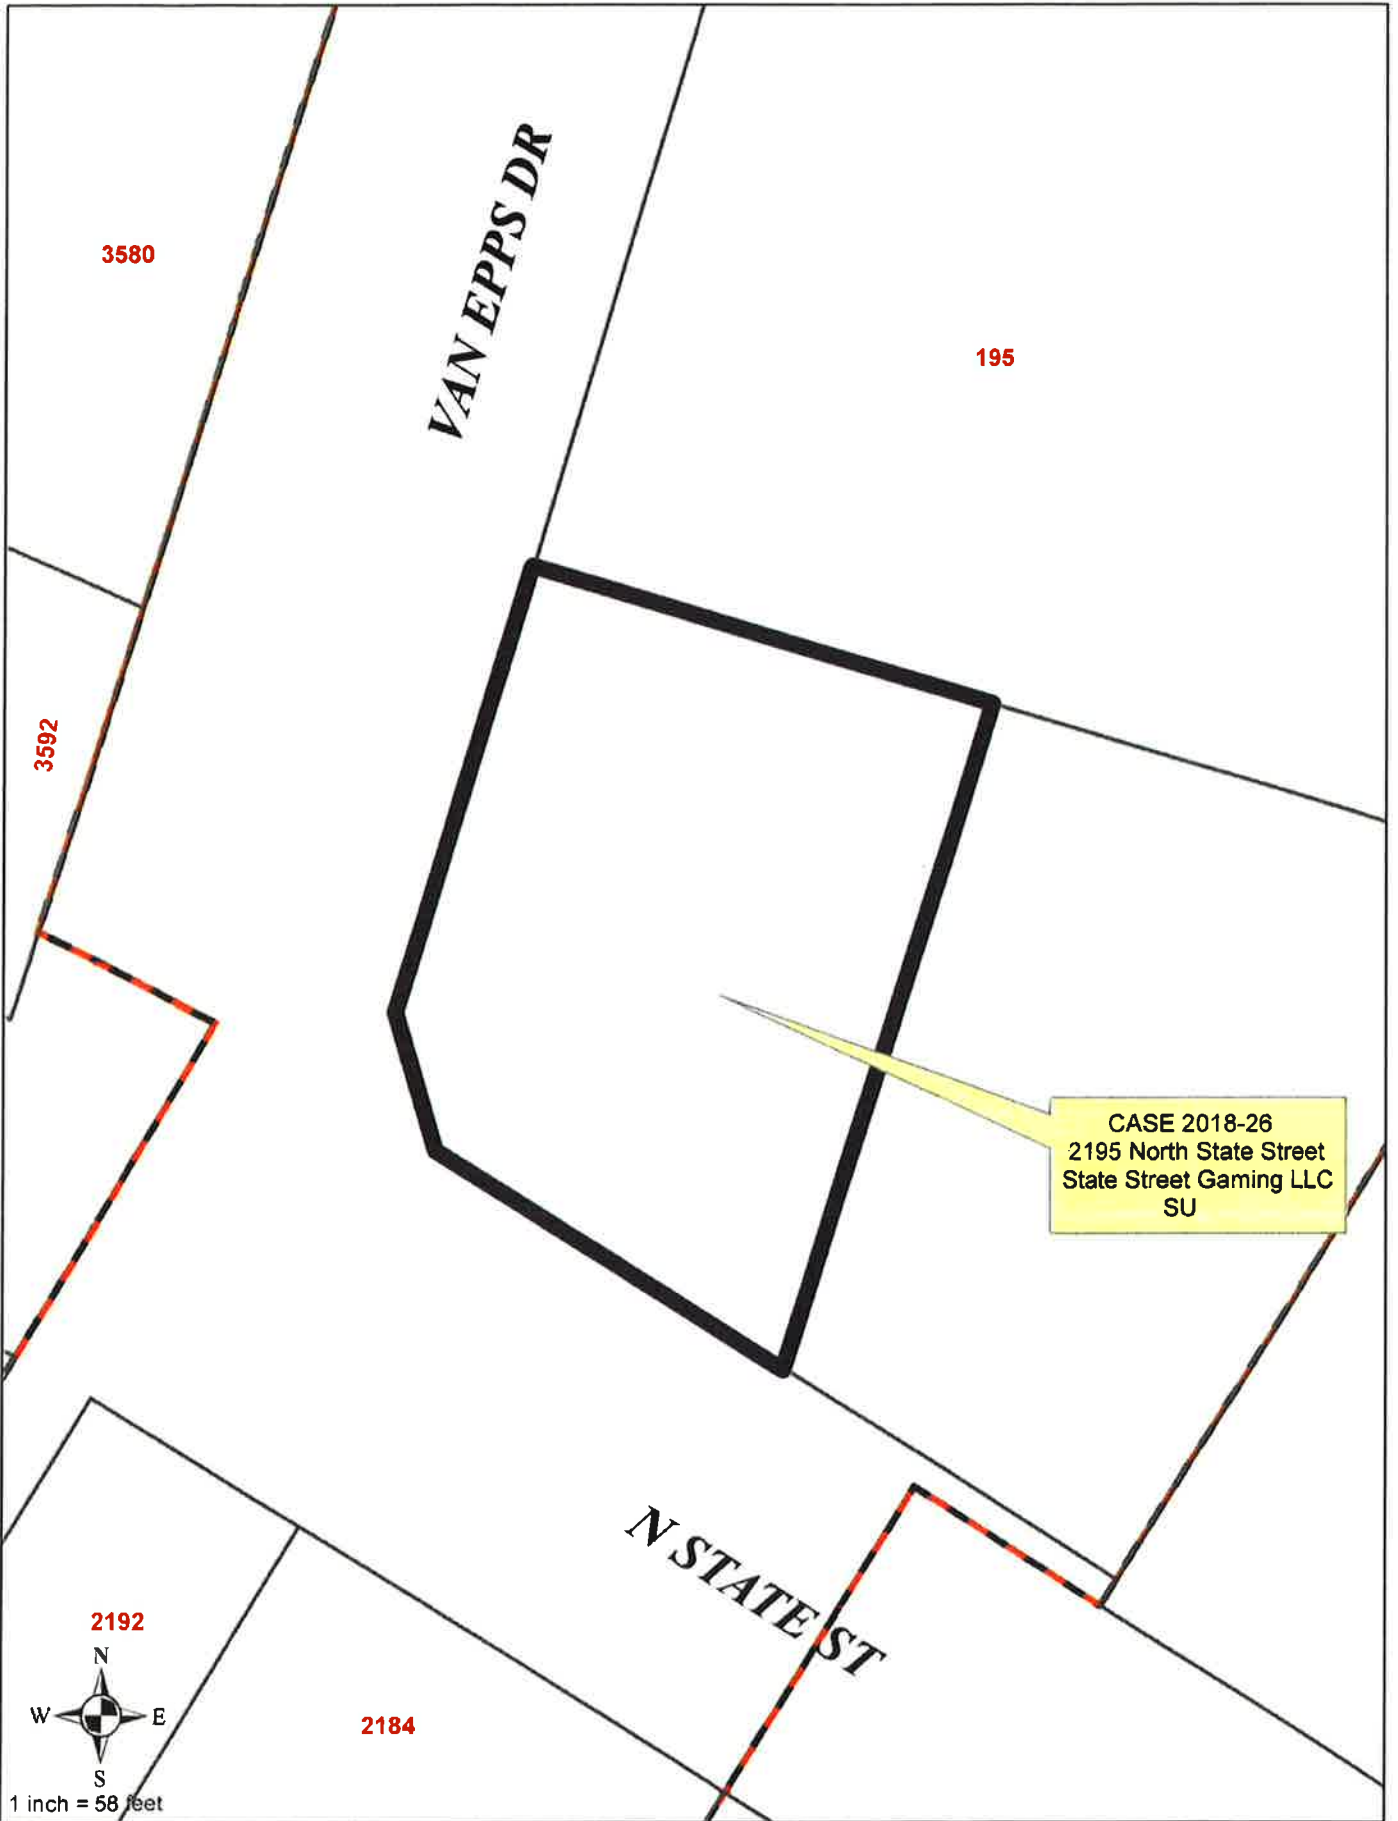 VAN EPPS DR
3580
195
3592
CASE 2018-26
2195 North State Street
State Street Gaming LLC
SU
N STATE ST
2192
N
W E
S
2184
1 inch = 58 feet